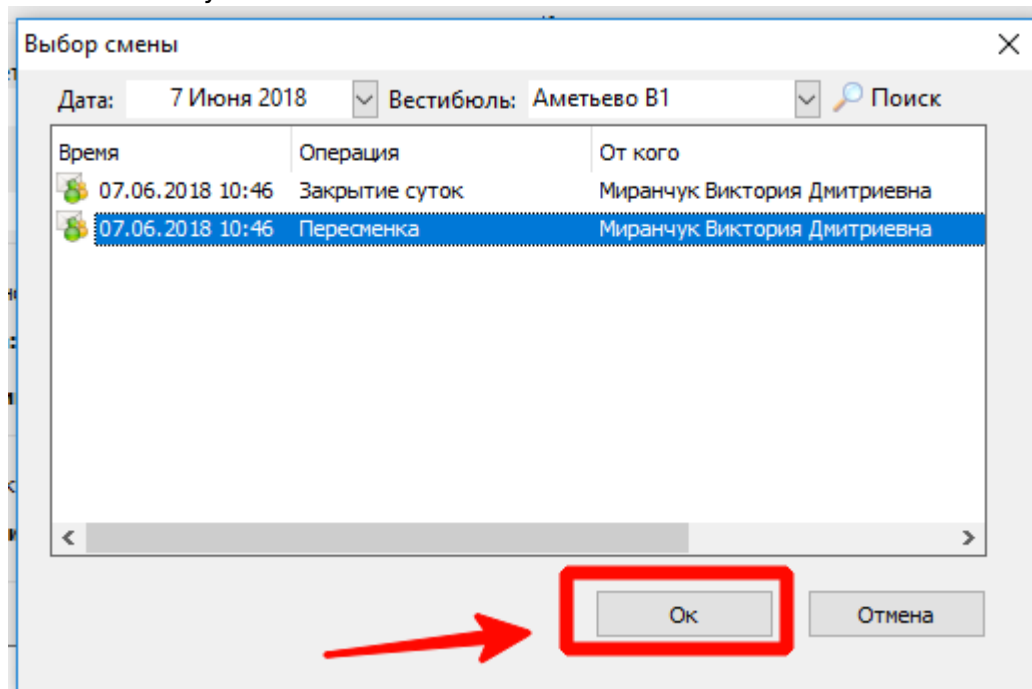 Выбор смены
Дата: 7 Июня 2018 Вестибюль: Аметьево В1 Поиск
Время Операция От кого
07.06.2018 10:46 Закрытие суток Миранчук Виктория Дмитриевна
07.06.2018 10:46 Пересменка Миранчук Виктория Дмитриевна
Ок Отмена